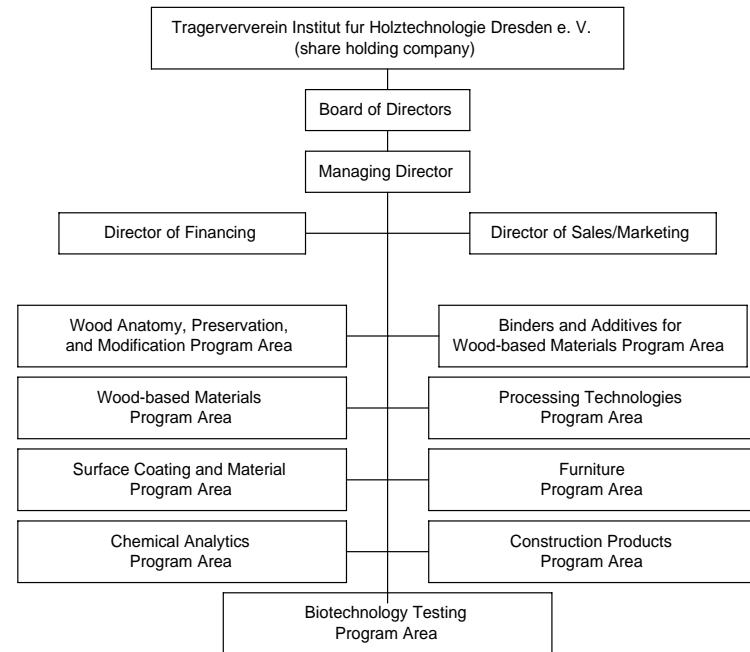 Tragerververein Institut fur Holztechnologie Dresden e. V.
(share holding company)
Board of Directors
Managing Director
Director of Financing
Director of Sales/Marketing
Wood Anatomy, Preservation,
and Modification Program Area
Binders and Additives for
Wood-based Materials Program Area
Wood-based Materials
Program Area
Processing Technologies
Program Area
Surface Coating and Material
Program Area
Furniture
Program Area
Chemical Analytics
Program Area
Construction Products
Program Area
Biotechnology Testing
Program Area